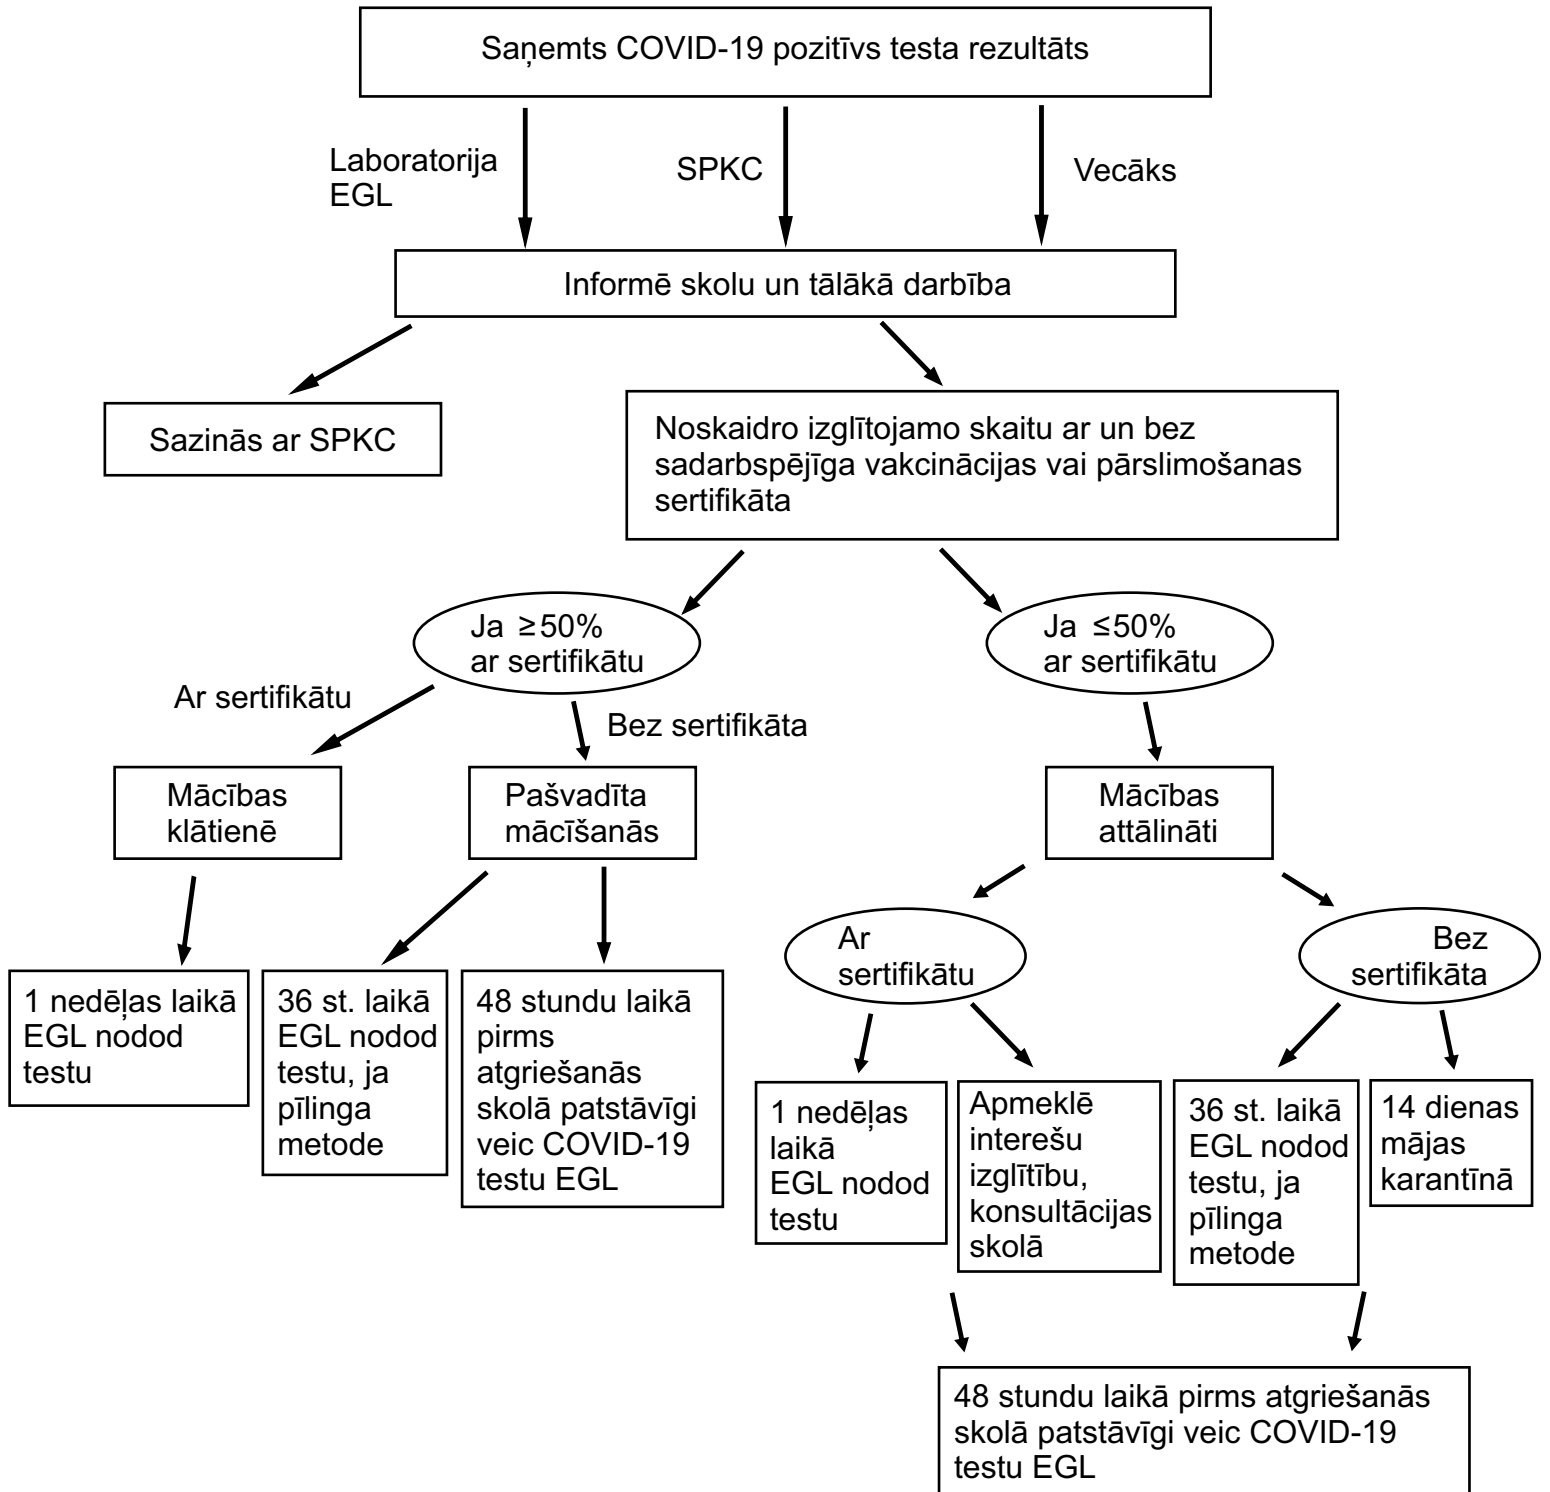 Saņemts COVID-19 pozitīvs testa rezultāts
Laboratorija
EGL
SPKC
Vecāks
Informē skolu un tālākā darbība
Sazinās ar SPKC
Noskaidro izglītojamo skaitu ar un bez
sadarbspējīga vakcinācijas vai pārslimošanas
sertifikāta
Ja ≥50%
ar sertifikātu
Ja ≤50%
ar sertifikātu
Ar sertifikātu
Bez sertifikāta
Mācības
klātienē
Pašvadīta
mācīšanās
Mācības
attālināti
Ar
sertifikātu
Bez
sertifikāta
1 nedēļas laikā
EGL nodod
testu
36 st. laikā
EGL nodod
testu, ja
pīlinga
metode
48 stundu laikā
pirms
atgriešanās
skolā patstāvīgi
veic COVID-19
testu EGL
1 nedēļas
laikā
EGL nodod
testu
Apmeklē
interešu
izglītību,
konsultācijas
skolā
36 st. laikā
EGL nodod
testu, ja
pīlinga
metode
14 dienas
mājas
karantīnā
48 stundu laikā pirms atgriešanās
skolā patstāvīgi veic COVID-19
testu EGL